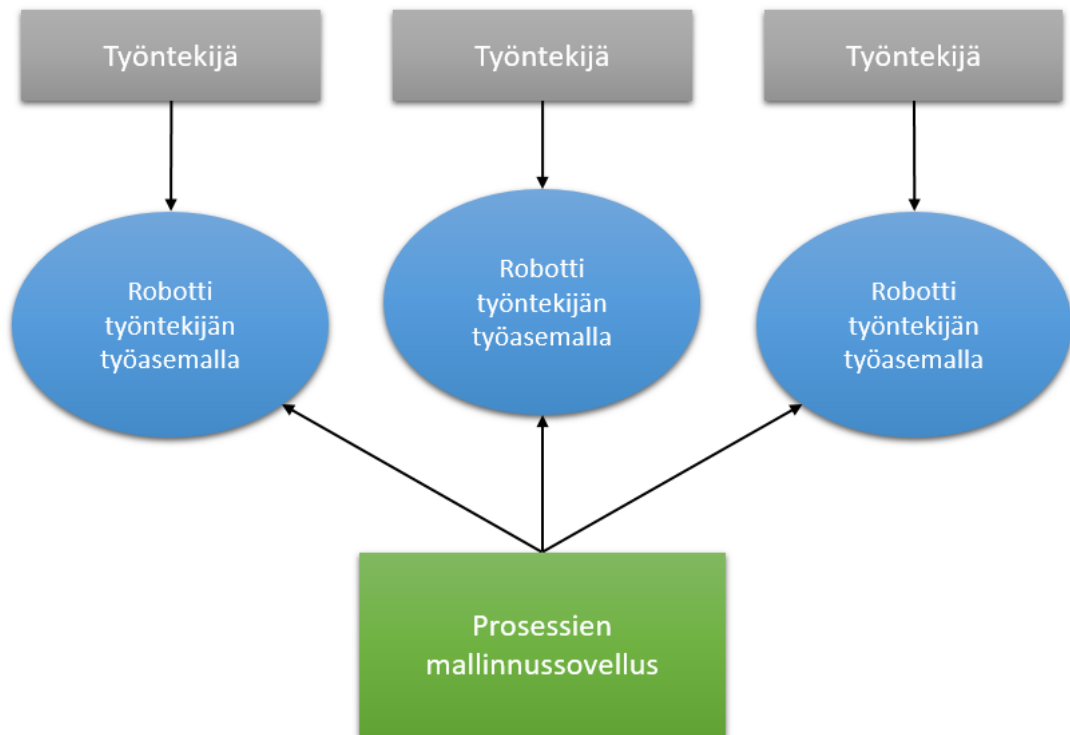 Työntekijä
Työntekijä
Työntekijä
Robotti
työntekijän
työasemalla
Robotti
työntekijän
työasemalla
Robotti
työntekijän
työasemalla
Prosessien
mallinnussovellus